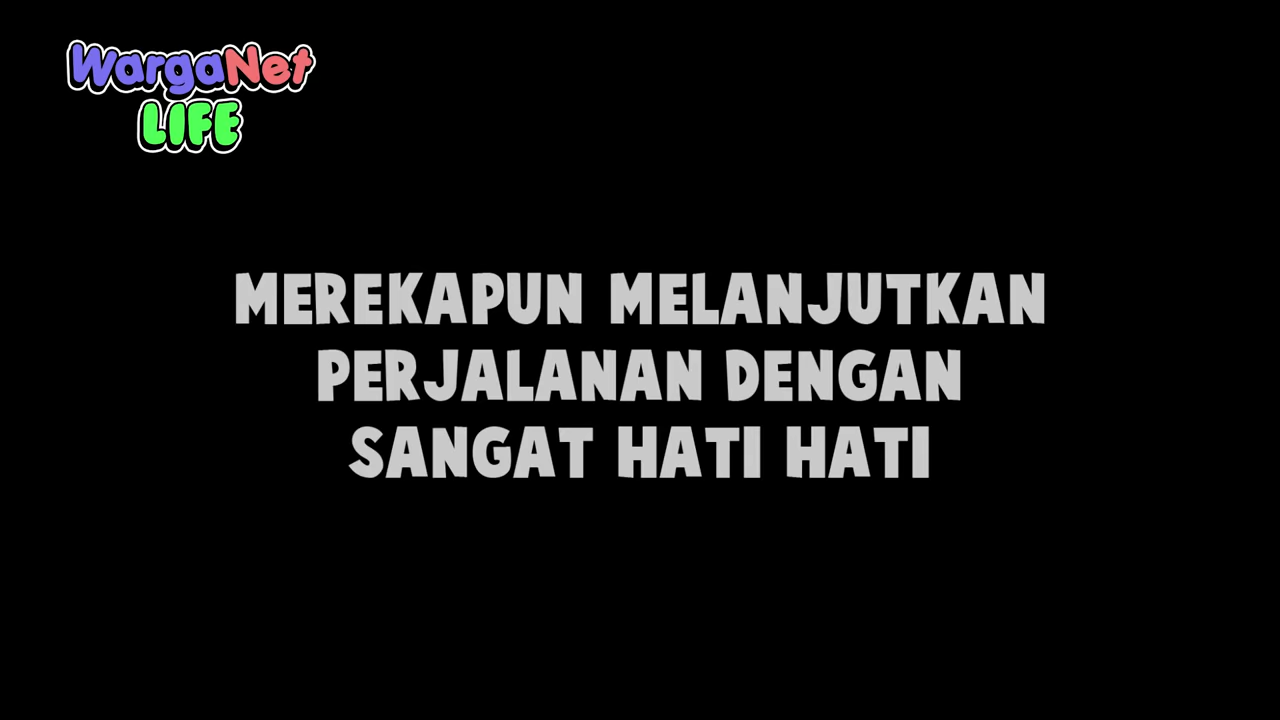 WargaNet
LIFE
MEREKAPUN MELANJUTKAN
PERJALANAN DENGAN
SANGAT HATI HATI